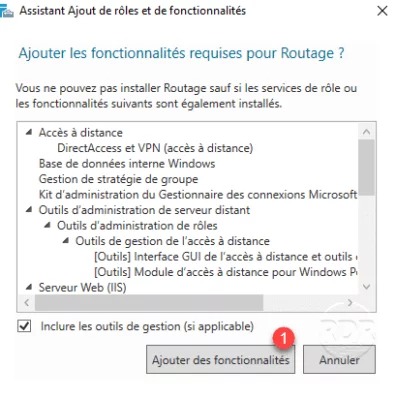 Assistant Ajout de rôles et de fonctionnalités
Ajouter les fonctionnalités requises pour Routage ?
Vous ne pouvez pas installer Routage sauf si les services de rôle ou
les fonctionnalités suivants sont également installés.
Accès à distance
DirectAccess et VPN (accès à distance)
Base de données interne Windows
Gestion de stratégie de groupe
Kit d'administration du Gestionnaire des connexions Microsoft
Outils d'administration de serveur distant
Outils d'administration de rôles
Outils de gestion de l'accès à distance
[Outils] Interface GUI de l'accès à distance et outils
[Outils] Module d'accès à distance pour Windows
Serveur Web (IIS)
Inclure les outils de gestion (si applicable)
1
Ajouter des fonctionnalités
Annuler